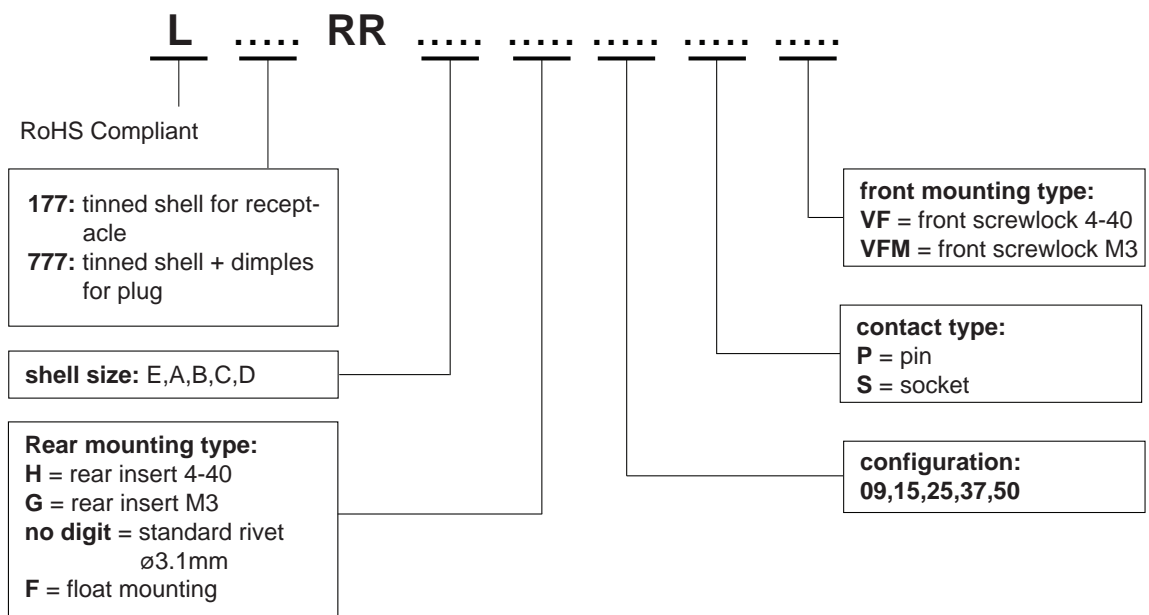 L ..... RR ..... ..... ..... ..... .....
RoHS Compliant
177: tinned shell for recept-
acle
777: tinned shell + dimples
for plug
shell size: E,A,B,C,D
Rear mounting type:
H = rear insert 4-40
G = rear insert M3
no digit = standard rivet
ø3.1mm
F = float mounting
front mounting type:
VF = front screwlock 4-40
VFM = front screwlock M3
contact type:
P = pin
S = socket
configuration:
09,15,25,37,50